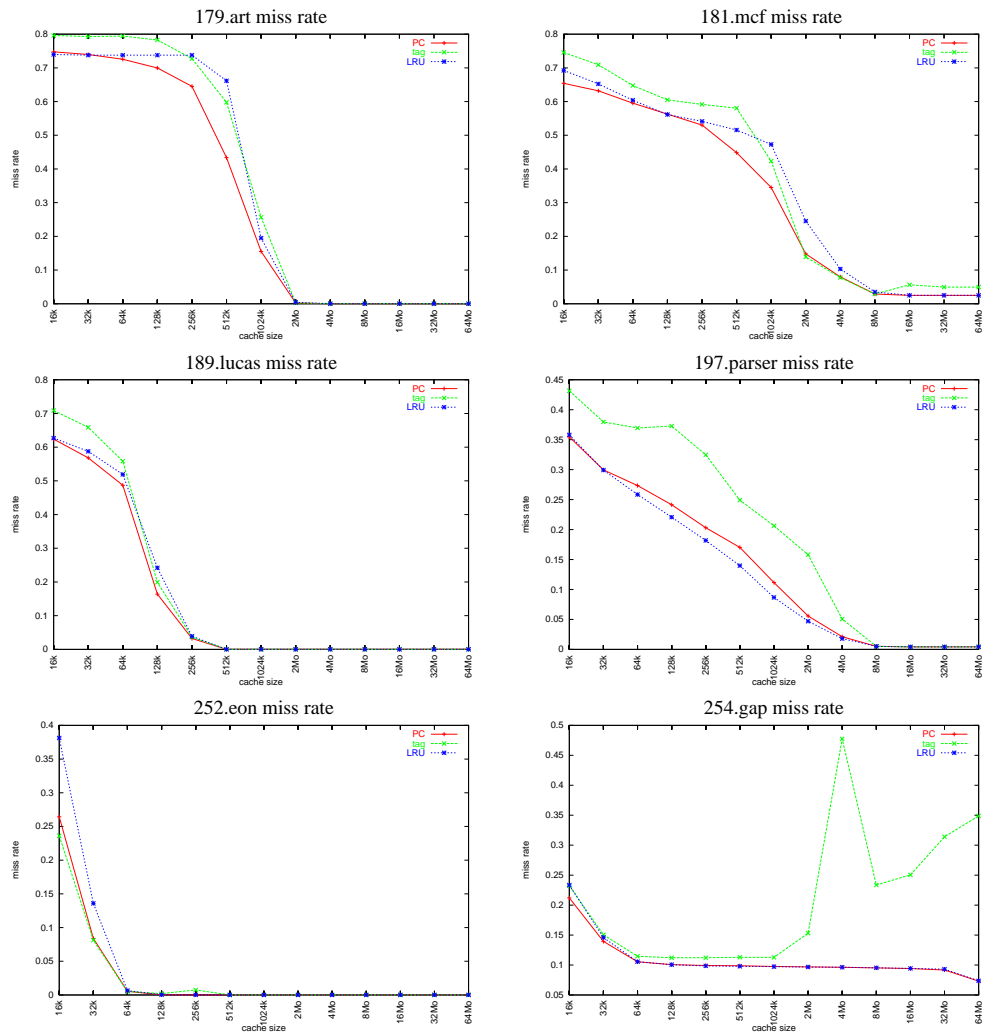 179.art miss rate
PC
tag
LRU
miss rate
0.8
0.7
0.6
0.5
0.4
0.3
0.2
0.1
0
16k 32k 64k 128k 256k 512k 1024k 2Mo 4Mo 8Mo 16Mo 32Mo 64Mo
cache size
181.mcf miss rate
PC
tag
LRU
miss rate
0.8
0.7
0.6
0.5
0.4
0.3
0.2
0.1
0
16k 32k 64k 128k 256k 512k 1024k 2Mo 4Mo 8Mo 16Mo 32Mo 64Mo
cache size
189.lucas miss rate
PC
tag
LRU
miss rate
0.8
0.7
0.6
0.5
0.4
0.3
0.2
0.1
0
16k 32k 64k 128k 256k 512k 1024k 2Mo 4Mo 8Mo 16Mo 32Mo 64Mo
cache size
197.parser miss rate
PC
tag
LRU
miss rate
0.45
0.4
0.35
0.3
0.25
0.2
0.15
0.1
0.05
0
16k 32k 64k 128k 256k 512k 1024k 2Mo 4Mo 8Mo 16Mo 32Mo 64Mo
cache size
252.eon miss rate
PC
tag
LRU
miss rate
0.4
0.35
0.3
0.25
0.2
0.15
0.1
0.05
0
16k 32k 64k 128k 256k 512k 1024k 2Mo 4Mo 8Mo 16Mo 32Mo 64Mo
cache size
254.gap miss rate
PC
tag
LRU
miss rate
0.5
0.45
0.4
0.35
0.3
0.25
0.2
0.15
0.1
0.05
16k 32k 64k 128k 256k 512k 1024k 2Mo 4Mo 8Mo 16Mo 32Mo 64Mo
cache size